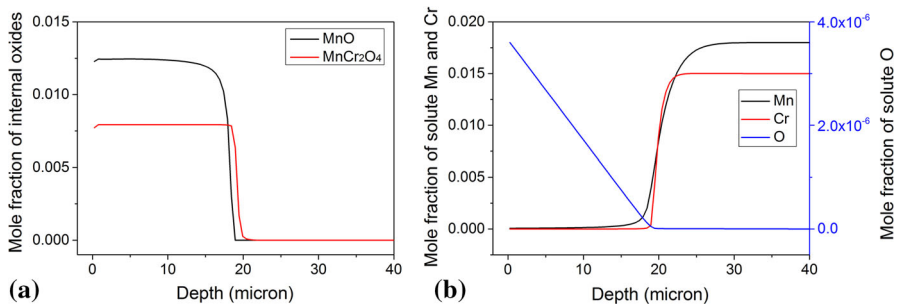 (a)
Mole fraction of internal oxides
0.015
0.010
0.005
0.000
MnO
MnCr₂O₄
0
10
20
30
40
Depth (micron)
(b)
Mole fraction of solute Mn and Cr
0.020
0.015
0.010
0.005
0.000
Mn
Cr
O
4.0x10⁻⁶
2.0x10⁻⁶
0.0
Mole fraction of solute O
0
10
20
30
40
Depth (micron)